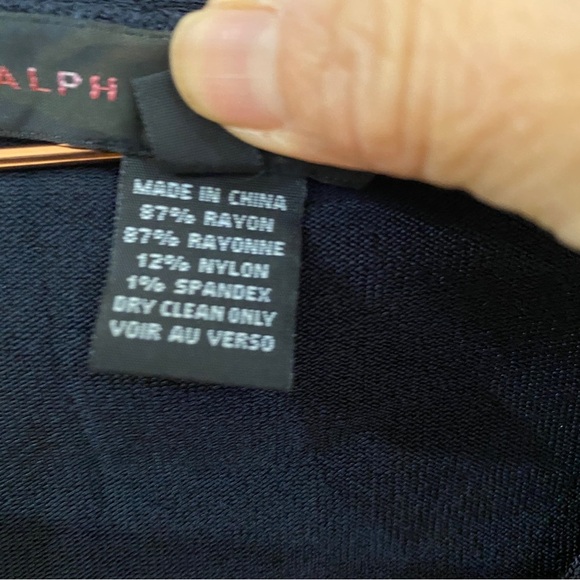 ALPH
MADE IN CHINA
87% RAYON
87% RAYONNE
12% NYLON
1% SPANDEX
DRY CLEAN ONLY
VOIR AU VERSO